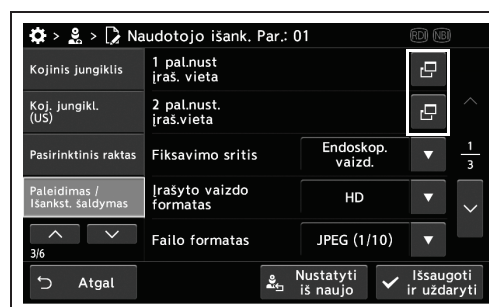 > > Naudotojo išank. Par.: 01 RDI NBI
Kojinis jungiklis
Koj. jungikl.
(US)
Pasirinktinis raktas
Paleidimas /
Išankst. šaldymas
3/6
1 pal.nust
įraš. vieta
2 pal.nust.
įraš.vieta
Fiksavimo sritis
Endoskop.
vaizd.
Įrašyto vaizdo
formatas
HD
Failo formatas
JPEG (1/10)
1
3
Atgal
Nustatyti
iš naujo
Išsaugoti
ir uždaryti